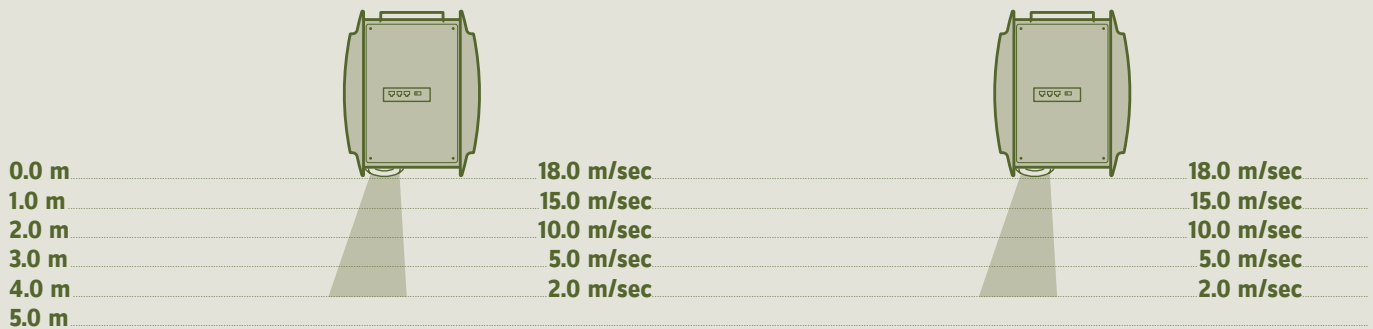 0.0 m 18.0 m/sec 18.0 m/sec
1.0 m 15.0 m/sec 15.0 m/sec
2.0 m 10.0 m/sec 10.0 m/sec
3.0 m 5.0 m/sec 5.0 m/sec
4.0 m 2.0 m/sec 2.0 m/sec
5.0 m